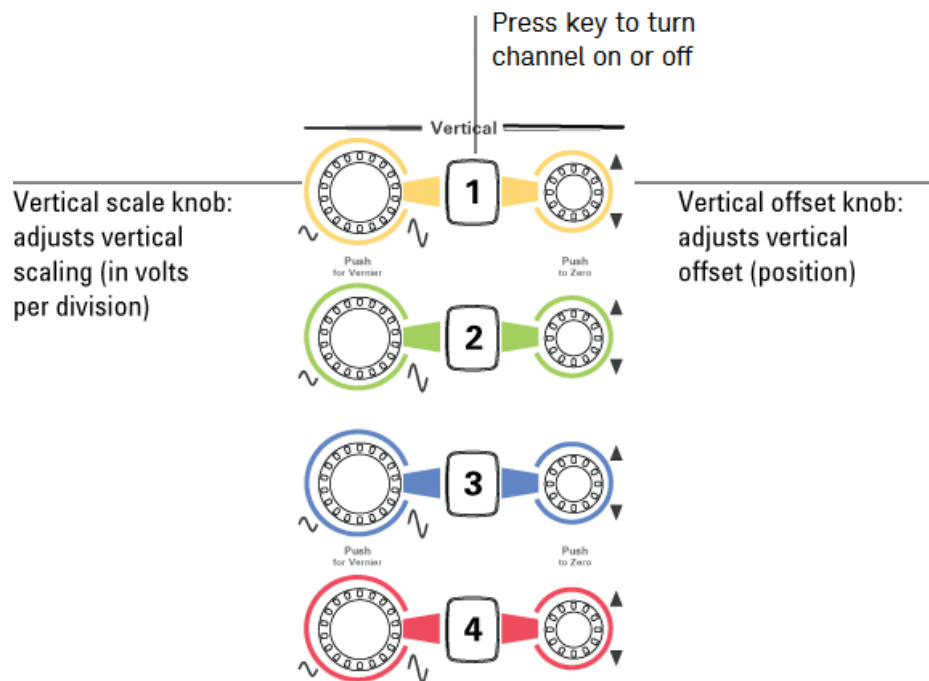 Press key to turn
channel on or off
Vertical
1
Vertical scale knob:
adjusts vertical
scaling (in volts
per division)
Vertical offset knob:
adjusts vertical
offset (position)
Push
for Vernier
Push
to Zero
2
3
Push
for Vernier
Push
to Zero
4